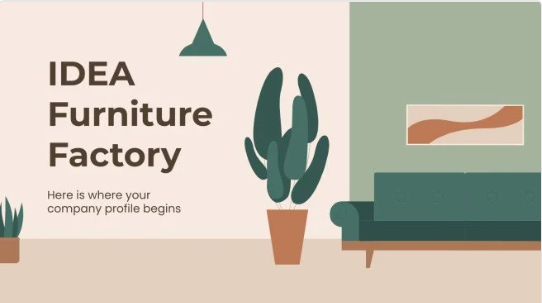 IDEA
Furniture
Factory
Here is where your
company profile begins